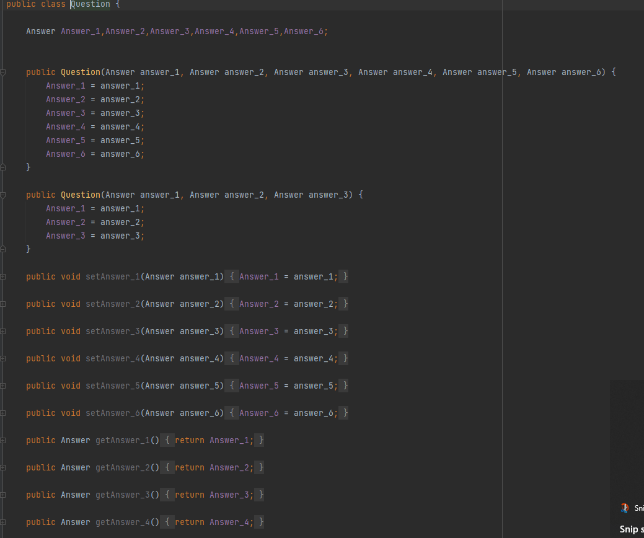 public class Question {
Answer Answer_1,Answer_2,Answer_3,Answer_4,Answer_5,Answer_6;
public Question(Answer answer_1, Answer answer_2, Answer answer_3, Answer answer_4, Answer answer_5, Answer answer_6) {
Answer_1 = answer_1;
Answer_2 = answer_2;
Answer_3 = answer_3;
Answer_4 = answer_4;
Answer_5 = answer_5;
Answer_6 = answer_6;
}
public Question(Answer answer_1, Answer answer_2, Answer answer_3) {
Answer_1 = answer_1;
Answer_2 = answer_2;
Answer_3 = answer_3;
}
public void setAnswer_1(Answer answer_1) { Answer_1 = answer_1; }
public void setAnswer_2(Answer answer_2) { Answer_2 = answer_2; }
public void setAnswer_3(Answer answer_3) { Answer_3 = answer_3; }
public void setAnswer_4(Answer answer_4) { Answer_4 = answer_4; }
public void setAnswer_5(Answer answer_5) { Answer_5 = answer_5; }
public void setAnswer_6(Answer answer_6) { Answer_6 = answer_6; }
public Answer getAnswer_1() { return Answer_1; }
public Answer getAnswer_2() { return Answer_2; }
public Answer getAnswer_3() { return Answer_3; }
public Answer getAnswer_4() { return Answer_4; }
Sni
Snip s